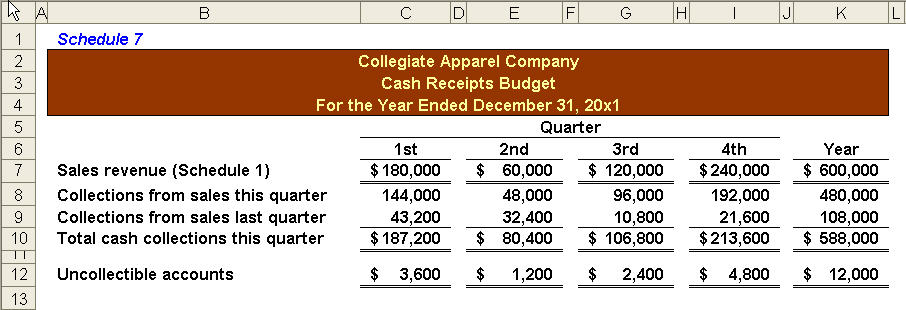 A B C D E F G H I J K L
1 Schedule 7
2 Collegiate Apparel Company
3 Cash Receipts Budget
4 For the Year Ended December 31, 20x1
5 Quarter
6 1st 2nd 3rd 4th Year
7 Sales revenue (Schedule 1) $ 180,000 $ 60,000 $ 120,000 $ 240,000 $ 600,000
8 Collections from sales this quarter 144,000 48,000 96,000 192,000 480,000
9 Collections from sales last quarter 43,200 32,400 10,800 21,600 108,000
10 Total cash collections this quarter $ 187,200 $ 80,400 $ 106,800 $ 213,600 $ 588,000
11
12 Uncollectible accounts $ 3,600 $ 1,200 $ 2,400 $ 4,800 $ 12,000
13